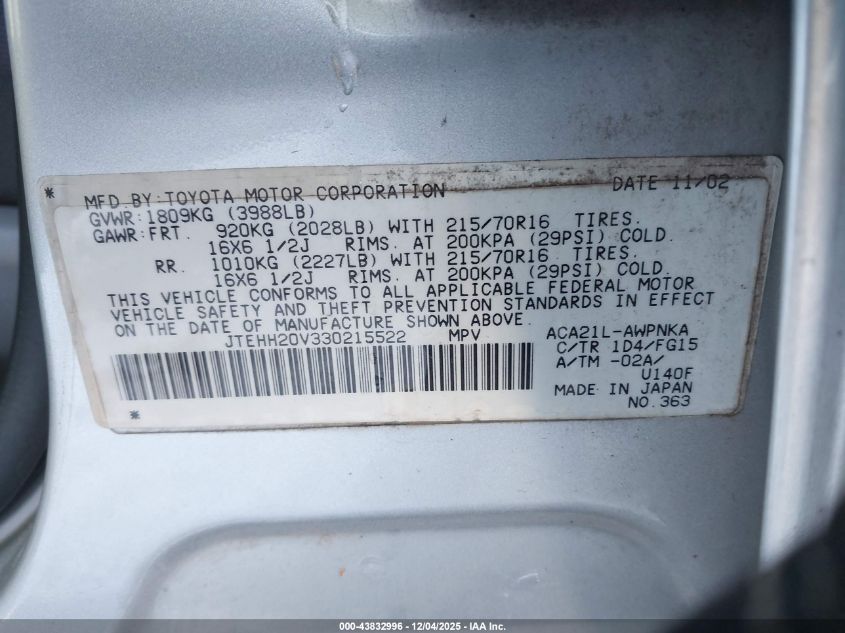 * MFD.BY:TOYOTA MOTOR CORPORATION DATE 11/02
GVWR:1809KG (3988LB)
GAWR:FRT. 920KG (2028LB) WITH 215/70R16 TIRES.
16X6 1/2J RIMS. AT 200KPA (29PSI) COLD.
RR. 1010KG (2227LB) WITH 215/70R16 TIRES.
16X6 1/2J RIMS. AT 200KPA (29PSI) COLD.
THIS VEHICLE CONFORMS TO ALL APPLICABLE FEDERAL MOTOR
VEHICLE SAFETY AND THEFT PREVENTION STANDARDS IN EFFECT
ON THE DATE OF MANUFACTURE SHOWN ABOVE.
JTEHH20V330215522 MPV ACA21L-AWPNKA
C/TR 1D4/FG15
A/TM -02A/
U140F
MADE IN JAPAN
* NO.363
000-43832996 - 12/04/2025 - IAA Inc.